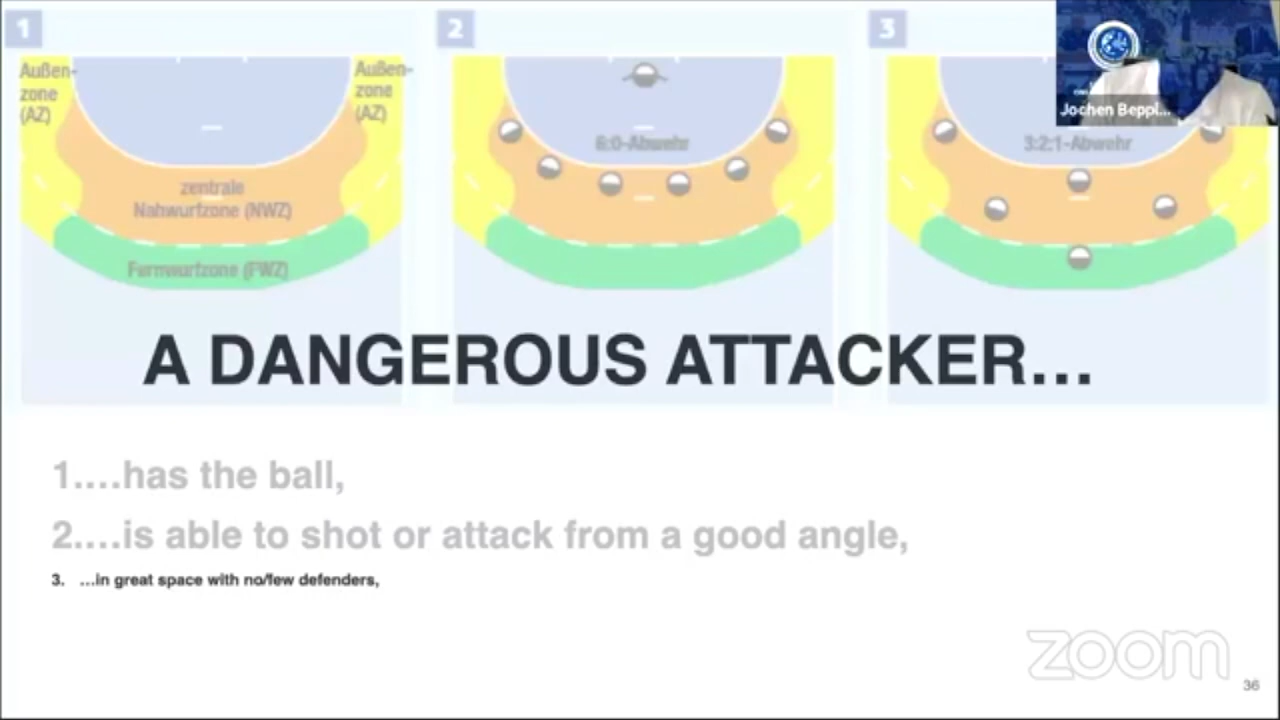 1
2
3
Außen-
zone
(AZ)
Außen-
zone
(AZ)
zentrale
Nahwurfzone (NWZ)
Fernwurfzone (FWZ)
6:0-Abwehr
3:2:1-Abwehr
Jochen Beppl...
A DANGEROUS ATTACKER...
1....has the ball,
2....is able to shot or attack from a good angle,
3. ...in great space with no/few defenders,
zoom
36